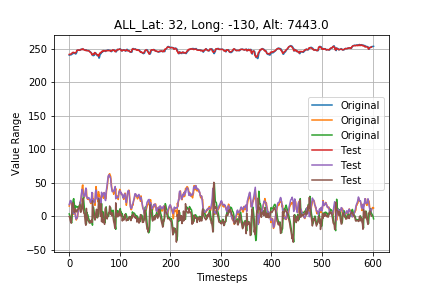 ALL_Lat: 32, Long: -130, Alt: 7443.0
250
200
150
100
50
0
−50
Value Range
Original
Original
Original
Test
Test
Test
0 100 200 300 400 500 600
Timesteps